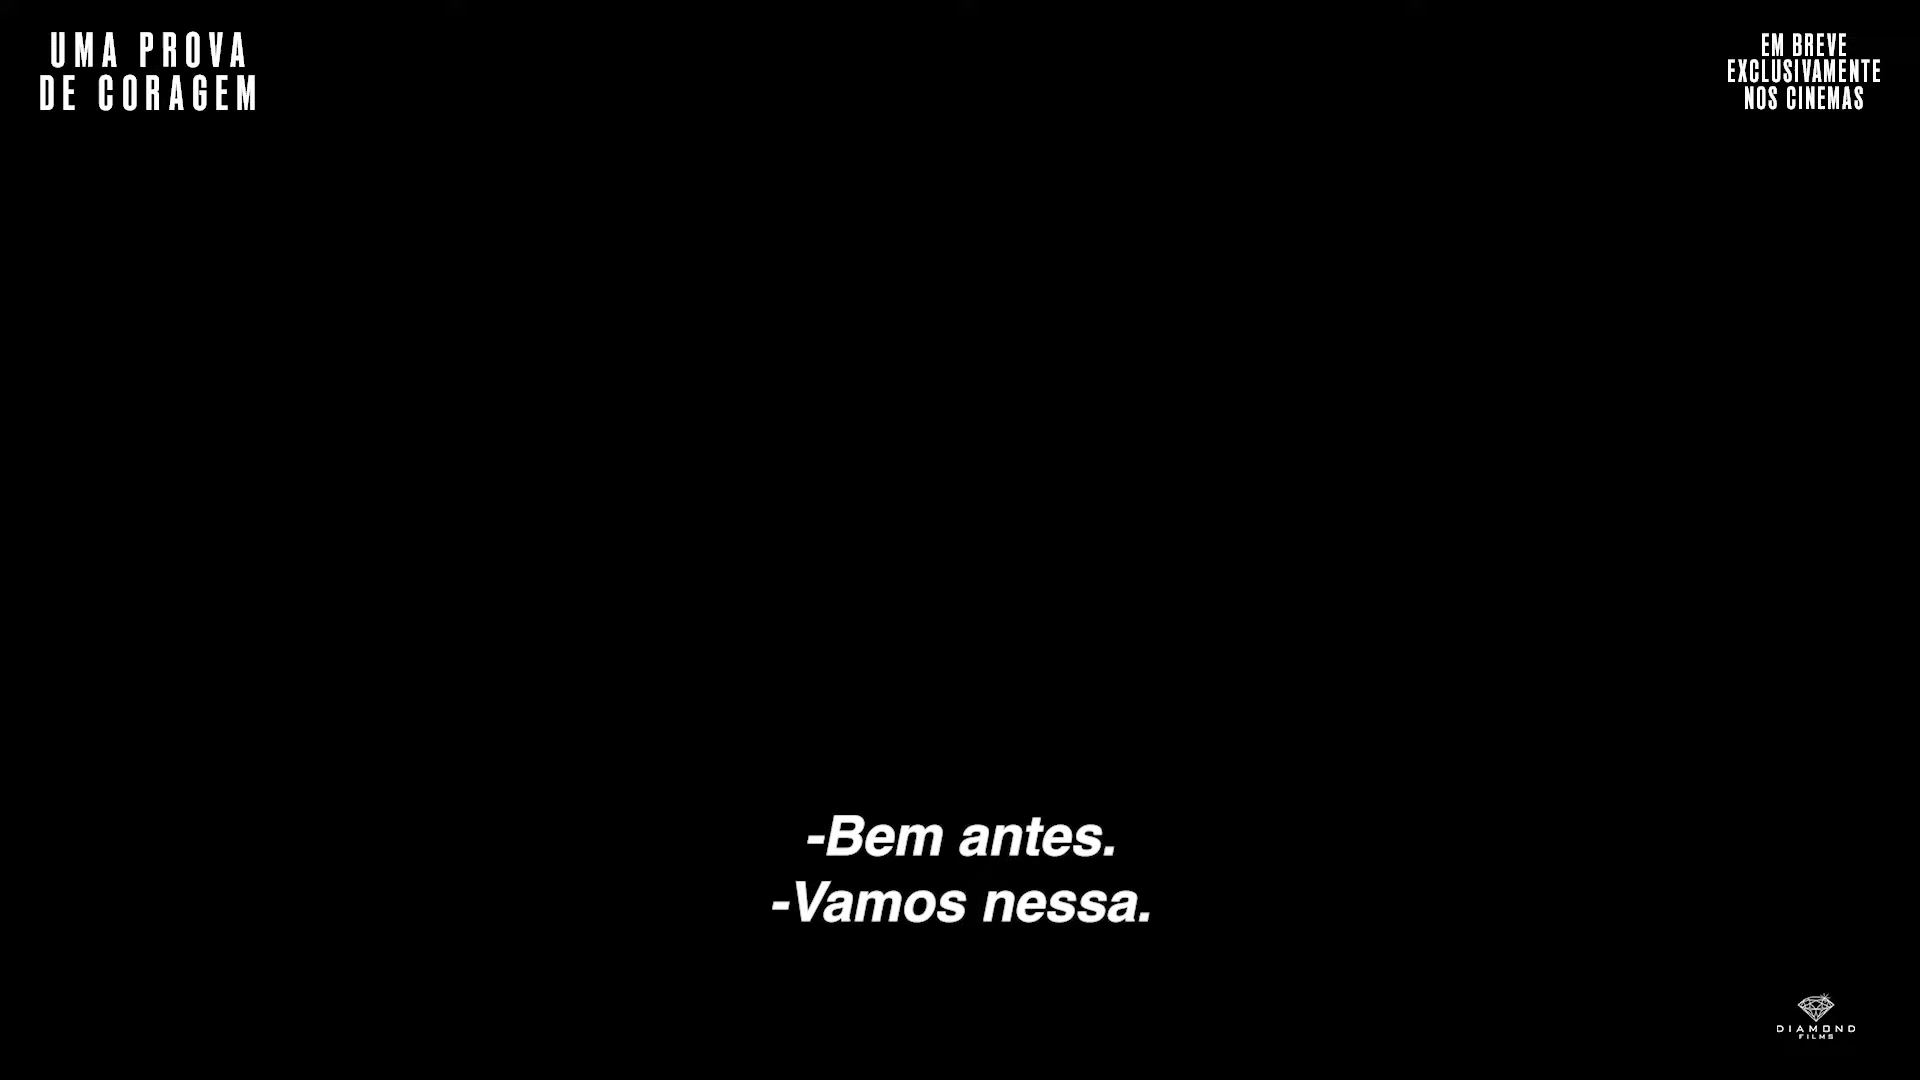 UMA PROVA
DE CORAGEM
EM BREVE
EXCLUSIVAMENTE
NOS CINEMAS
-Bem antes.
-Vamos nessa.
DIAMOND
FILMS